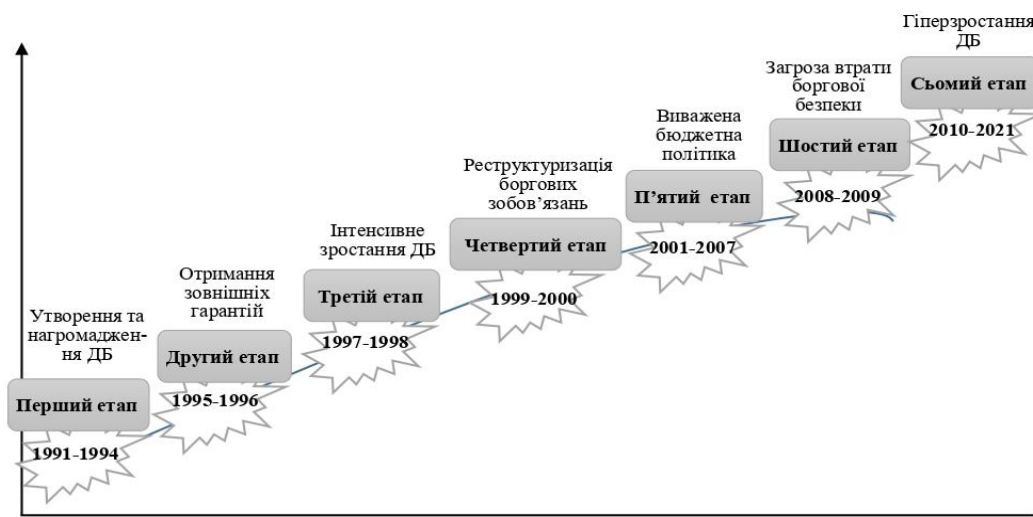 Утворення та
нагромаджен-
ня ДБ
Перший етап
1991-1994
Отримання
зовнішніх
гарантій
Другий етап
1995-1996
Інтенсивне
зростання ДБ
Третій етап
1997-1998
Реструктуризація
боргових
зобов’язань
Четвертий етап
1999-2000
Виважена
бюджетна
політика
П’ятий етап
2001-2007
Загроза втрати
боргової
безпеки
Шостий етап
2008-2009
Гіперзростання
ДБ
Сьомий етап
2010-2021